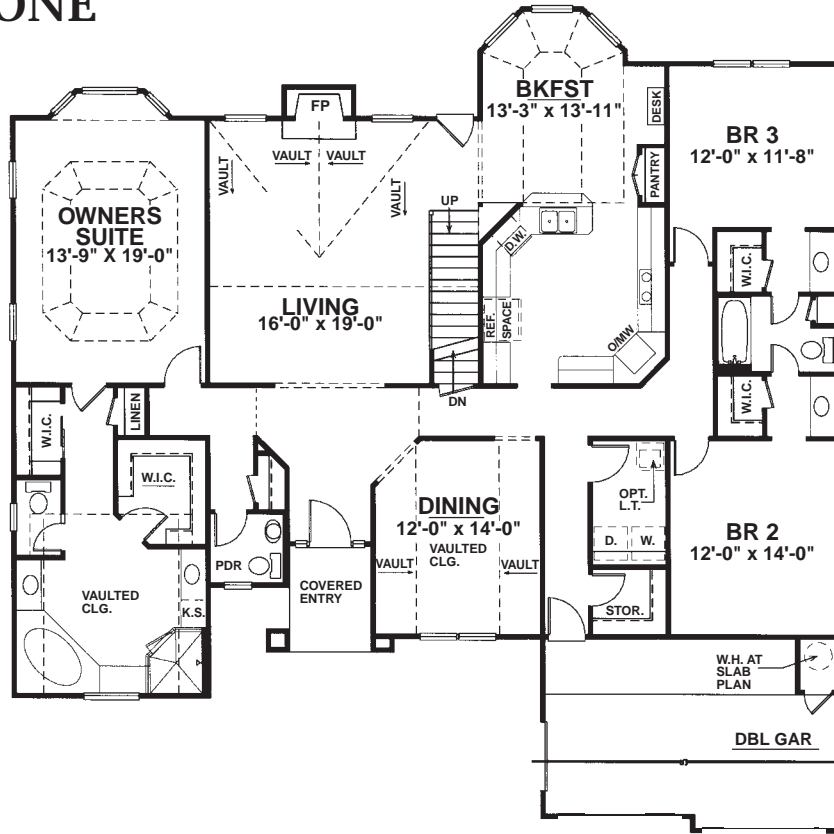 ONE
FP
BKFST
13'-3" x 13'-11"
DESK
BR 3
12'-0" x 11'-8"
VAULT
VAULT
VAULT
VAULT
PANTRY
OWNERS
SUITE
13'-9" X 19'-0"
UP
D.W.
W.I.C.
LIVING
16'-0" x 19'-0"
REF.
SPACE
O/MW
DN
W.I.C.
LINEN
W.I.C.
W.I.C.
DINING
12'-0" x 14'-0"
VAULTED
CLG.
VAULT
VAULT
OPT.
L.T.
D.
W.
BR 2
12'-0" x 14'-0"
PDR
COVERED
ENTRY
VAULTED
CLG.
K.S.
STOR.
W.H. AT
SLAB
PLAN
DBL GAR